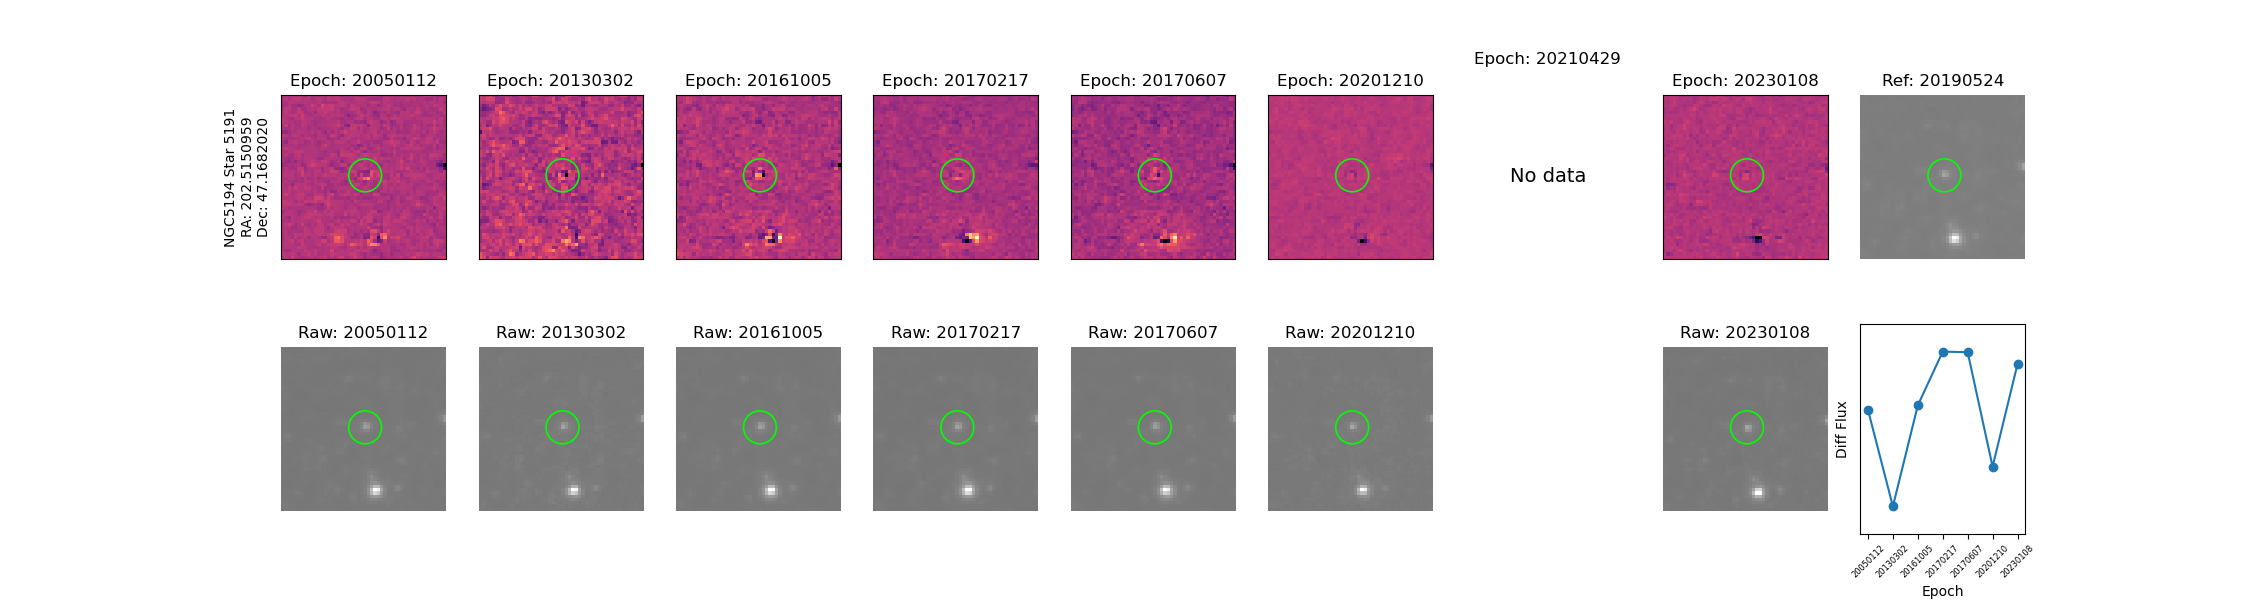 Epoch: 20210429
Epoch: 20050112
Epoch: 20130302
Epoch: 20161005
Epoch: 20170217
Epoch: 20170607
Epoch: 20201210
Epoch: 20230108
Ref: 20190524
NGC5194 Star 5191
RA: 202.5150959
Dec: 47.1682020
No data
Raw: 20050112
Raw: 20130302
Raw: 20161005
Raw: 20170217
Raw: 20170607
Raw: 20201210
Raw: 20230108
Diff Flux
20050112
20130302
20161005
20170217
20170607
20201210
20230108
Epoch